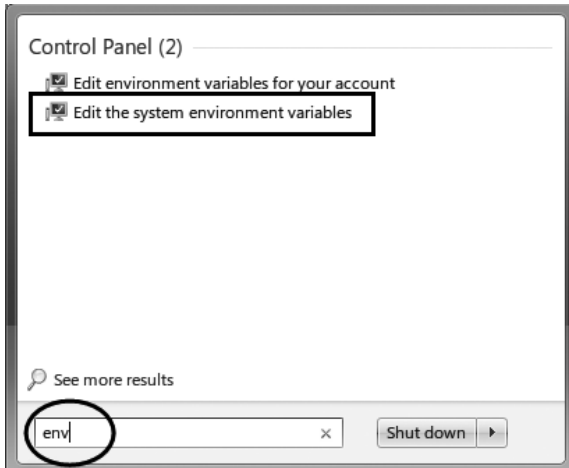 Control Panel (2)
Edit environment variables for your account
Edit the system environment variables
See more results
env
Shut down